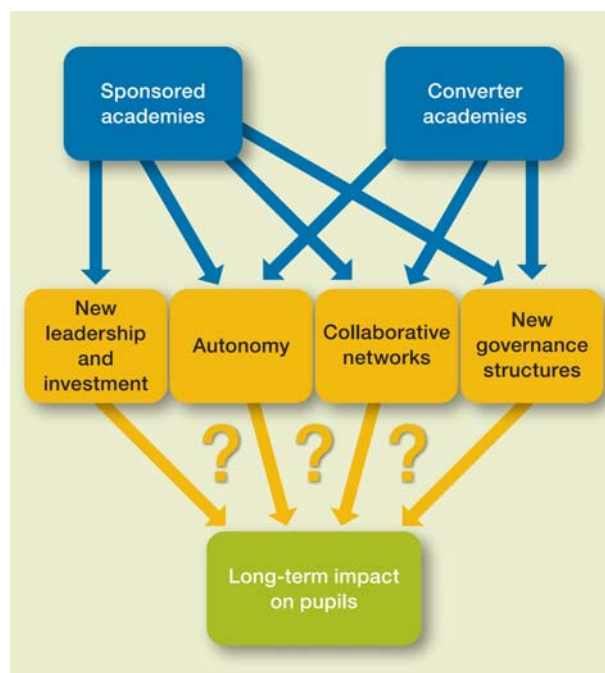 Sponsored
academies
Converter
academies
New
leadership
and
investment
Autonomy
Collaborative
networks
New
governance
structures
? ? ?
Long-term impact
on pupils